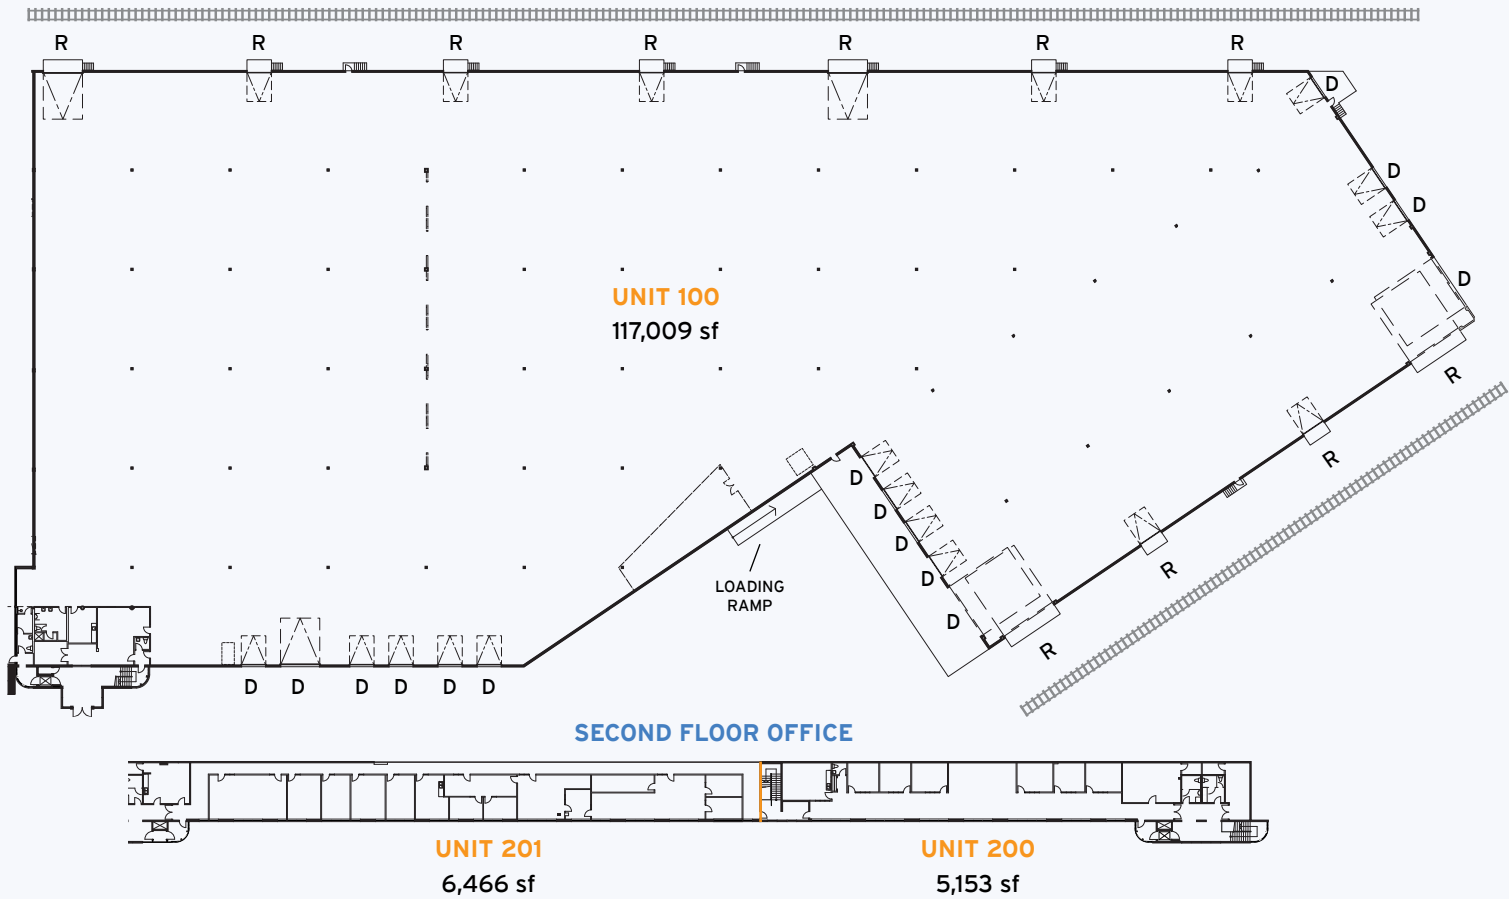 R R R R R R R
D
D
D
D
UNIT 100
117,009 sf
R
R
R
R
D
D
D
D
D
LOADING
RAMP
D D D D D D
SECOND FLOOR OFFICE
UNIT 201
6,466 sf
UNIT 200
5,153 sf